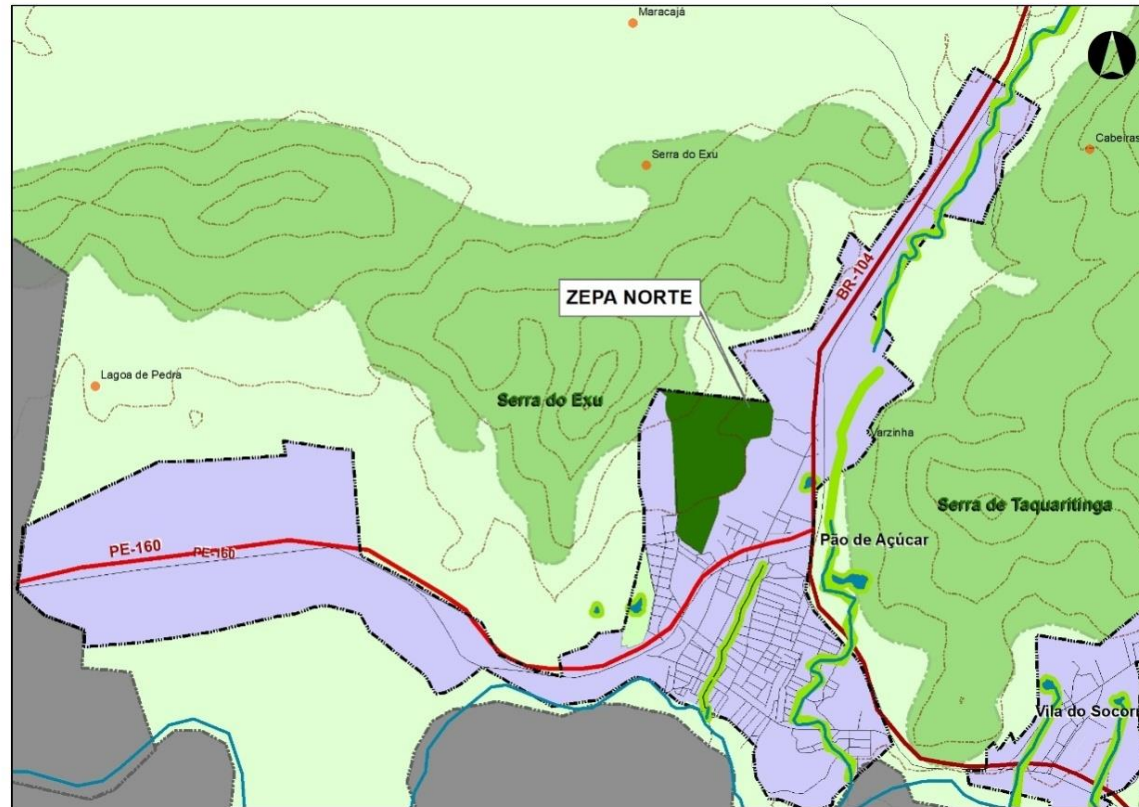 Maracajá
Cabeiras
Serra do Exu
BR-104
ZEPA NORTE
Lagoa de Pedra
Serra do Exu
Varzinha
Serra de Taquaritinga
Pão de Açúcar
PE-160
PE-160
Vila do Socorr